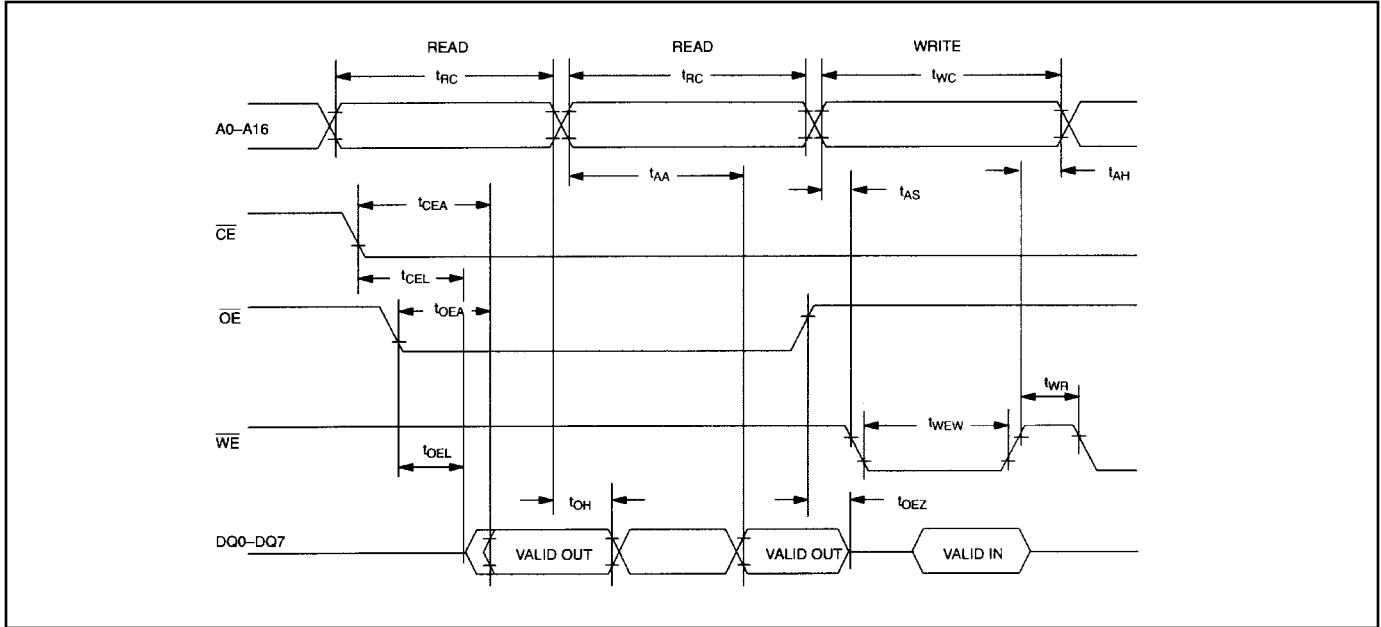 READ READ WRITE
tRC tRC tWC
A0–A16
tAA tAH
tAS
tCEA
CE
tCEL
OE tOEA
tWR
WE tWEW
tOEL
tOH tOEZ
DQ0–DQ7 VALID OUT VALID OUT VALID IN